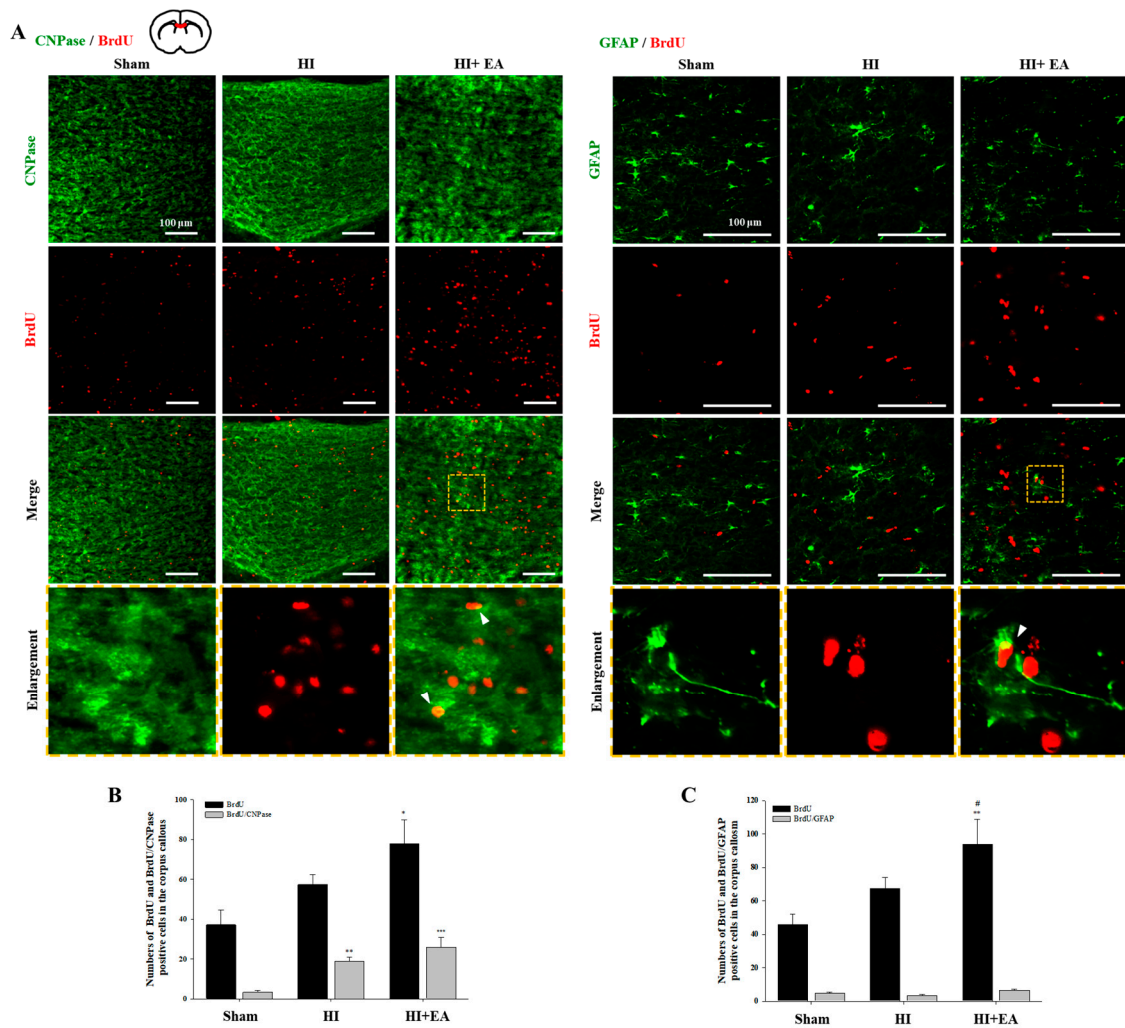 A
CNPase / BrdU
Sham
HI
HI+ EA
CNPase
100 μm
BrdU
Merge
Enlargement
GFAP / BrdU
Sham
HI
HI+ EA
GFAP
100 μm
BrdU
Merge
Enlargement
B
Numbers of BrdU and BrdU/CNPase
positive cells in the corpus callous
100
80
60
40
20
0
BrdU
BrdU/CNPase
**
*
***
Sham
HI
HI+EA
C
Numbers of BrdU and BrdU/GFAP
positive cells in the corpus callosm
120
100
80
60
40
20
0
BrdU
BrdU/GFAP
#
**
Sham
HI
HI+EA